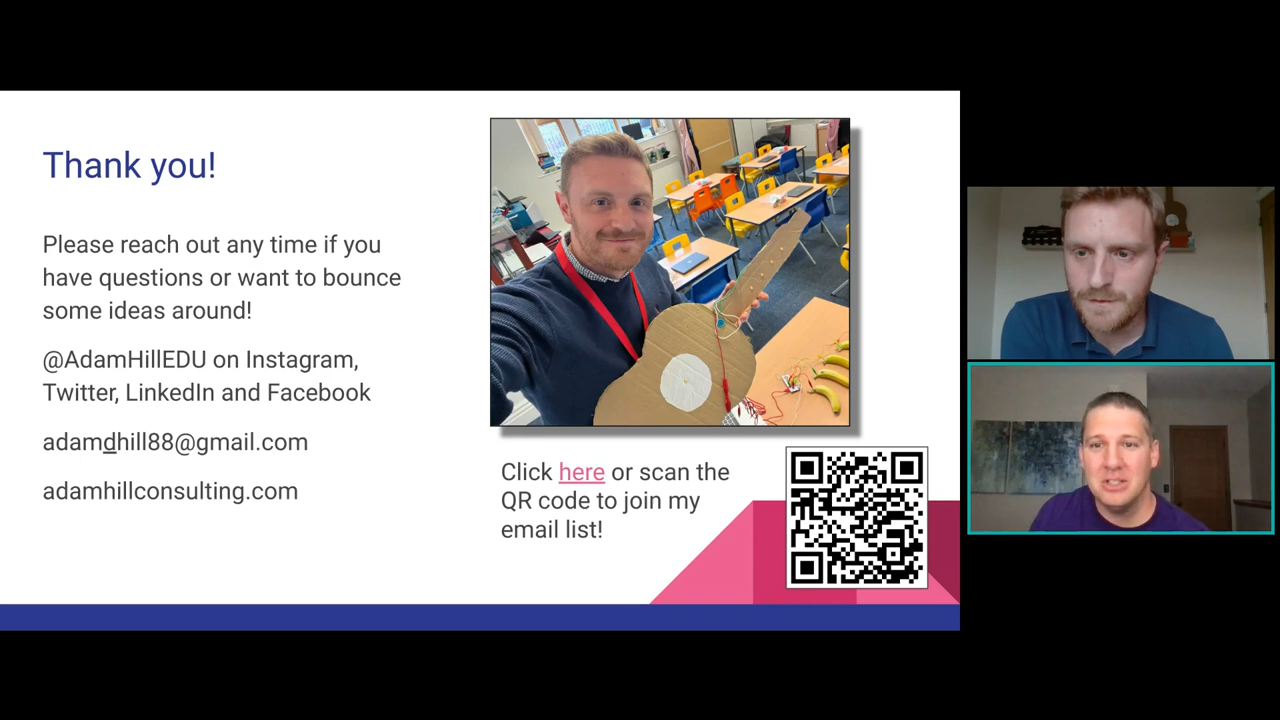 Thank you!
Please reach out any time if you
have questions or want to bounce
some ideas around!
@AdamHillEDU on Instagram,
Twitter, LinkedIn and Facebook
adamdhill88@gmail.com
adamhillconsulting.com
Click here or scan the
QR code to join my
email list!